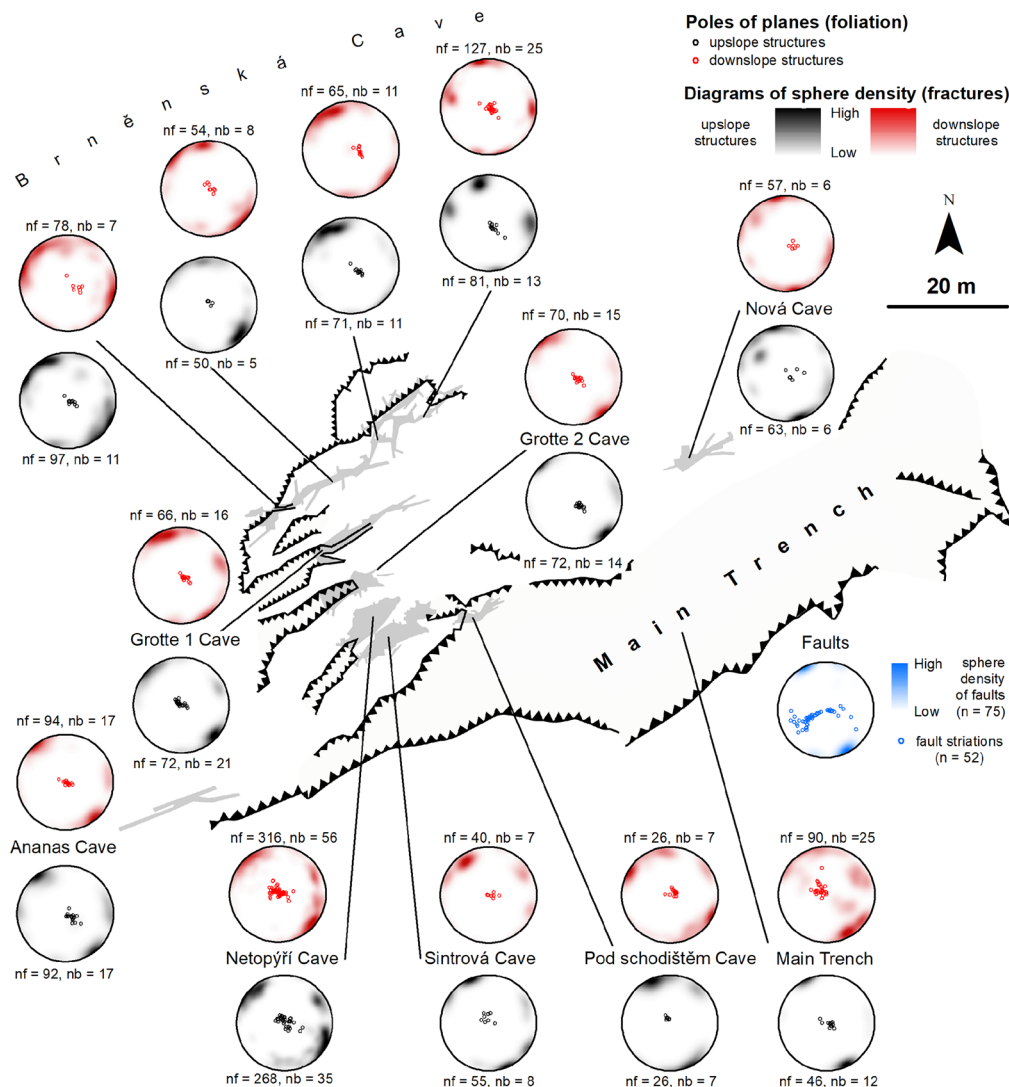 Brněnská Cave
Poles of planes (foliation)
upslope structures
downslope structures
Diagrams of sphere density (fractures)
upslope
structures
High
Low
downslope
structures
nf = 127, nb = 25
nf = 65, nb = 11
nf = 54, nb = 8
nf = 78, nb = 7
nf = 81, nb = 13
nf = 71, nb = 11
nf = 50, nb = 5
nf = 97, nb = 11
nf = 57, nb = 6
Nová Cave
nf = 63, nb = 6
N
20 m
nf = 70, nb = 15
Grotte 2 Cave
nf = 72, nb = 14
nf = 66, nb = 16
Grotte 1 Cave
nf = 72, nb = 21
Main Trench
Faults
High
Low
sphere
density
of faults
(n = 75)
fault striations
(n = 52)
nf = 94, nb = 17
Ananas Cave
nf = 92, nb = 17
nf = 316, nb = 56
nf = 40, nb = 7
nf = 26, nb = 7
nf = 90, nb =25
Netopýří Cave
Sintrová Cave
Pod schodištěm Cave
Main Trench
nf = 268, nb = 35
nf = 55, nb = 8
nf = 26, nb = 7
nf = 46, nb = 12